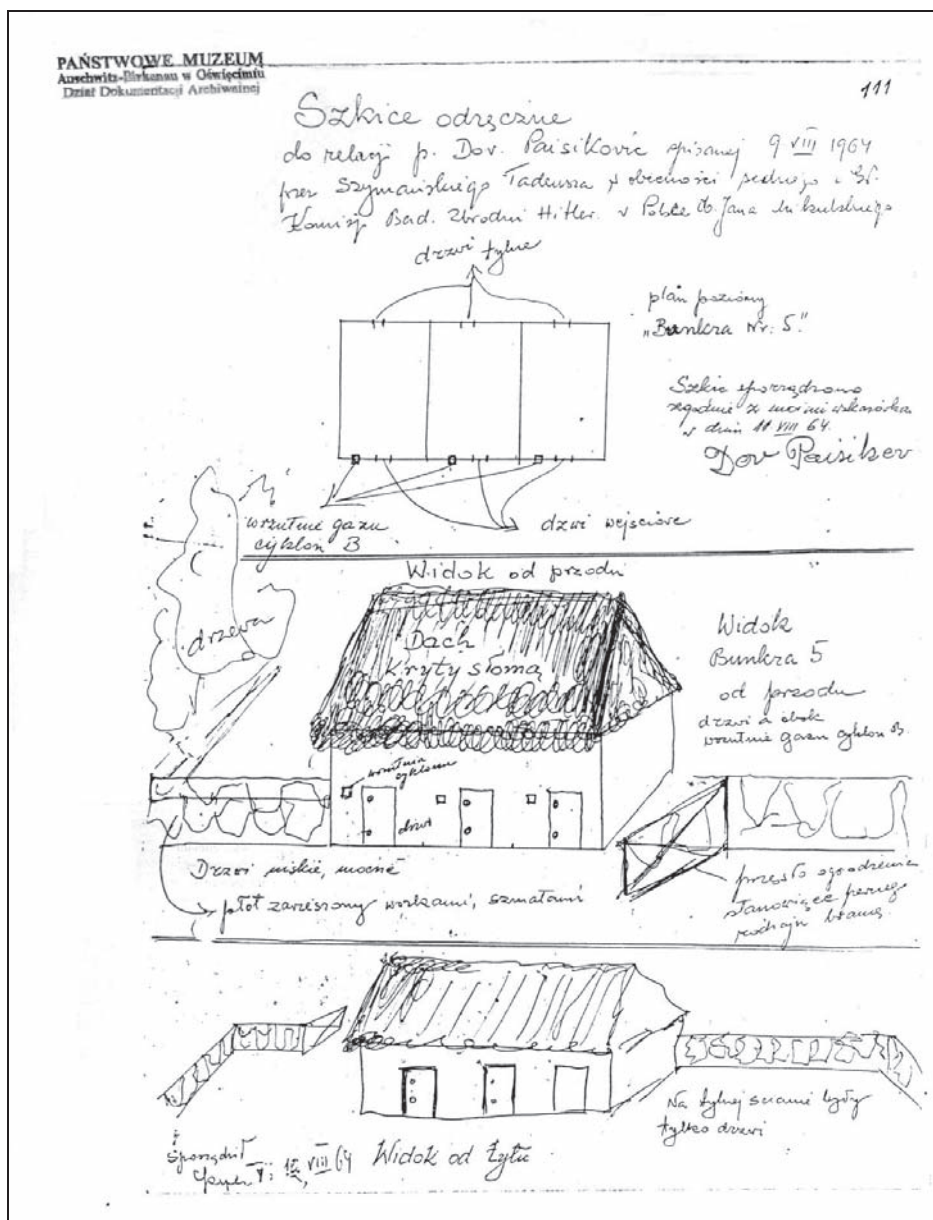 PAŃSTWOWE MUZEUM
Auschwitz-Birkenau w Oświęcimiu
Dział Dokumentacji Archiwalnej
111
Szkice odręczne
do relacji p. Dov. Paisiković spisanej 9 VIII 1964
przez Szymańskiego Tadeusza w obecności sędziego
Komisji Bad. Zbrodni Hitler. w Polsce Jana Mikulskiego
drzwi tylne
plan poziomy
"Bunkra Nr. 5."
Szkic sporządzono
zgodnie z moimi wskazówkami
w dniu 11 VIII 64.
Dov Paisikov
wrzutnie gazu
cyklon B
drzwi wejściowe
Widok od przodu
drzewa
Dach
Kryty słomą
Widok
Bunkra 5
od przodu
drzwi a obok
wrzutnie gazu cyklon B.
wrzutnia
cyklonu
drzwi
Drzwi niskie, mocne
płot zawieszony workami, szmatami
przęsło ogrodzenia
stanowiące pewnego
rodzaju bramę
Na tylnej ścianie były
tylko drzwi
Sporządził
VIII 64
Widok od tyłu